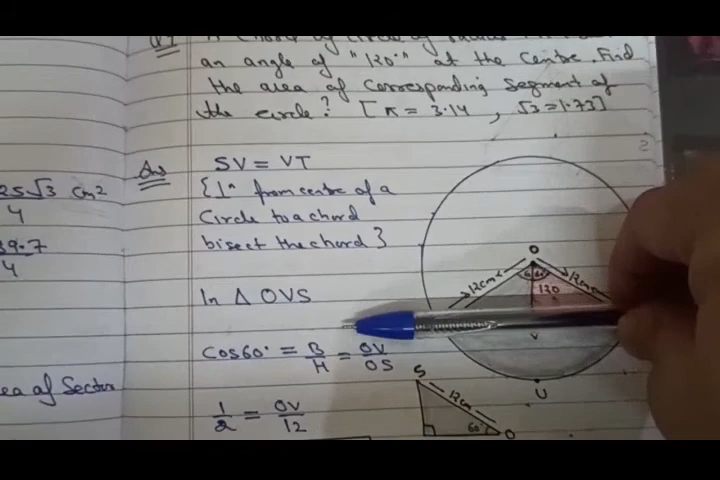 an angle of "120°" at the Centre. Find
the area of Corresponding Segment of
the circle? [π = 3.14 , √3 = 1.73]
2
25√3 cm2
4
39.7
4
ea of Sector
Ans
SV = VT
{⊥r from centre of a
Circle to a chord
bisect the chord}
In Δ OVS
Cos60° = B/H = OV/OS
1/2 = OV/12
O
12cm
12cm
60
120
V
U
S
12cm
60°
O